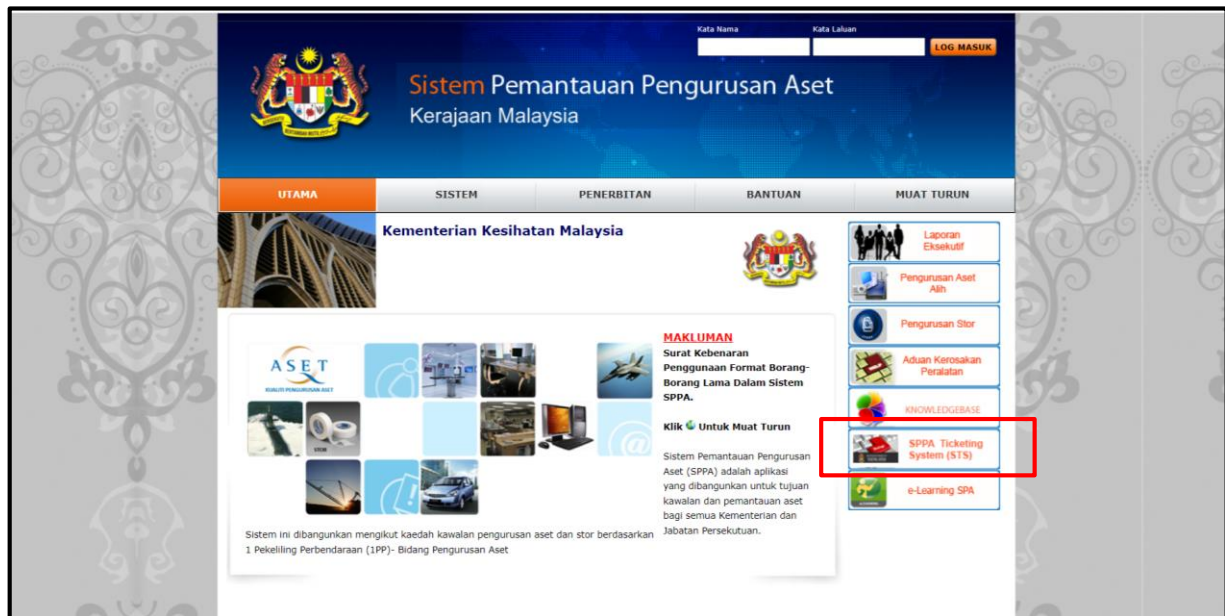 Kata Nama
Kata Laluan
LOG MASUK
Sistem Pemantauan Pengurusan Aset
Kerajaan Malaysia
UTAMA
SISTEM
PENERBITAN
BANTUAN
MUAT TURUN
Kementerian Kesihatan Malaysia
ASET
KUALITI PENGURUSAN ASET
STOR
Sistem ini dibangunkan mengikut kaedah kawalan pengurusan aset dan stor berdasarkan
1 Pekeliling Perbendaraan (1PP)- Bidang Pengurusan Aset
MAKLUMAN
Surat Kebenaran
Penggunaan Format Borang-
Borang Lama Dalam Sistem
SPPA.
Klik Untuk Muat Turun
Sistem Pemantauan Pengurusan
Aset (SPPA) adalah aplikasi
yang dibangunkan untuk tujuan
kawalan dan pemantauan aset
bagi semua Kementerian dan
Jabatan Persekutuan.
Laporan
Eksekutif
Pengurusan Aset
Alih
Pengurusan Stor
Aduan Kerosakan
Peralatan
KNOWLEDGEBASE
SPPA Ticketing
System (STS)
e-Learning SPA